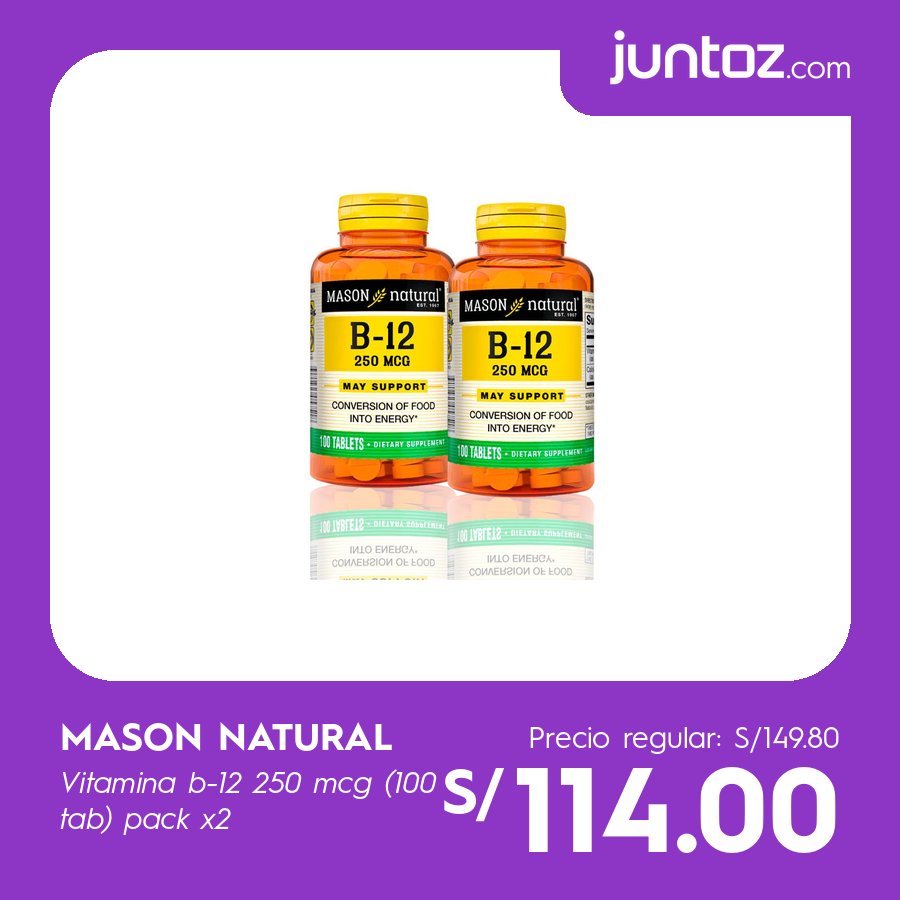 juntoz.com
MASON natural®
EST. 1967
B-12
250 MCG
MAY SUPPORT
CONVERSION OF FOOD
INTO ENERGY*
100 TABLETS • DIETARY SUPPLEMENT
MASON natural®
EST. 1967
B-12
250 MCG
MAY SUPPORT
CONVERSION OF FOOD
INTO ENERGY*
100 TABLETS • DIETARY SUPPLEMENT
MASON NATURAL
Vitamina b-12 250 mcg (100
tab) pack x2
Precio regular: S/149.80
S/114.00